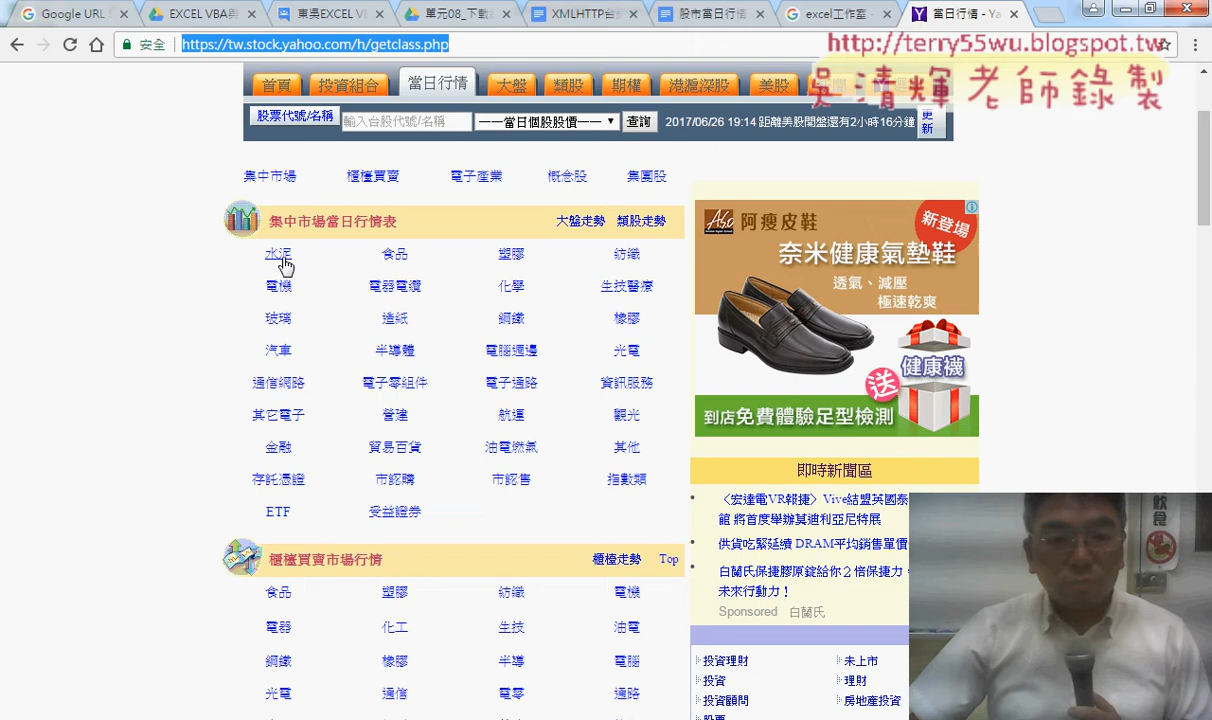 Google URL
EXCEL VBA與
東吳EXCEL V
單元08_下載
XMLHTTP台
股市當日行情
excel工作室 -
當日行情 - Ya
安全
https://tw.stock.yahoo.com/h/getclass.php
http://terry55wu.blogspot.tw
吳清輝老師錄製
首頁 投資組合 當日行情 大盤 類股 期權 港滬深股 美股
股票代號/名稱 輸入台股代號/名稱 ——當日個股股價—— 查詢 2017/06/26 19:14 距離美股開盤還有2小時16分鐘 更新
集中市場 櫃檯買賣 電子產業 概念股 集團股
集中市場當日行情表 大盤走勢 類股走勢
水泥 食品 塑膠 紡織
電機 電器電纜 化學 生技醫療
玻璃 造紙 鋼鐵 橡膠
汽車 半導體 電腦週邊 光電
通信網路 電子零組件 電子通路 資訊服務
其它電子 營建 航運 觀光
金融 貿易百貨 油電燃氣 其他
存託憑證 市認購 市認售 指數類
ETF 受益證券
櫃檯買賣市場行情 櫃檯走勢 Top
食品 塑膠 紡織 電機
電器 化工 生技 油電
鋼鐵 橡膠 半導 電腦
光電 通信 電零 通路
Aso 阿瘦皮鞋
新登場
奈米健康氣墊鞋
透氣、減壓
極速乾爽
送
健康襪
到店免費體驗足型檢測
即時新聞區
〈宏達電VR報捷〉Vive結盟英國泰
館 將首度舉辦莫迪利亞尼特展
供貨吃緊延續 DRAM平均銷售單價
白蘭氏保捷膠原錠給你2倍保捷力，
未來行動力！
Sponsored 白蘭氏
投資理財 未上市
投資 理財
投資顧問 房地產投資
股票
飲食